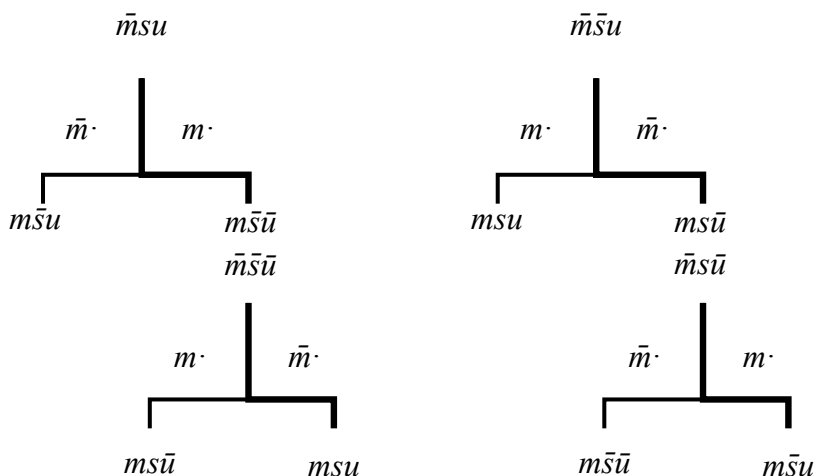 m̄su m̄s̄u
m̄· m· m· m̄·
ms̄u ms̄ū msu msū
m̄s̄ū m̄sū
m· m̄· m̄· m·
msū msu ms̄ū ms̄u